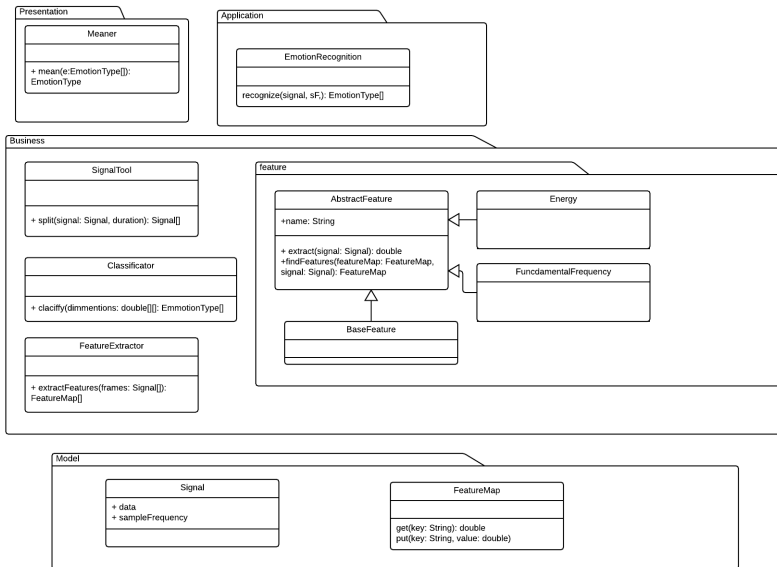 Presentation
Meaner
+ mean(e:EmotionType[]):
EmotionType
Application
EmotionRecognition
recognize(signal, sF,): EmotionType[]
Business
SignalTool
+ split(signal: Signal, duration): Signal[]
Classificator
+ claciffy(dimmentions: double[][]: EmmotionType[]
FeatureExtractor
+ extractFeatures(frames: Signal[]):
FeatureMap[]
feature
AbstractFeature
+name: String
+ extract(signal: Signal): double
+findFeatures(featureMap: FeatureMap,
signal: Signal): FeatureMap
Energy
FuncdamentalFrequency
BaseFeature
Model
Signal
+ data
+ sampleFrequency
FeatureMap
get(key: String): double
put(key: String, value: double)